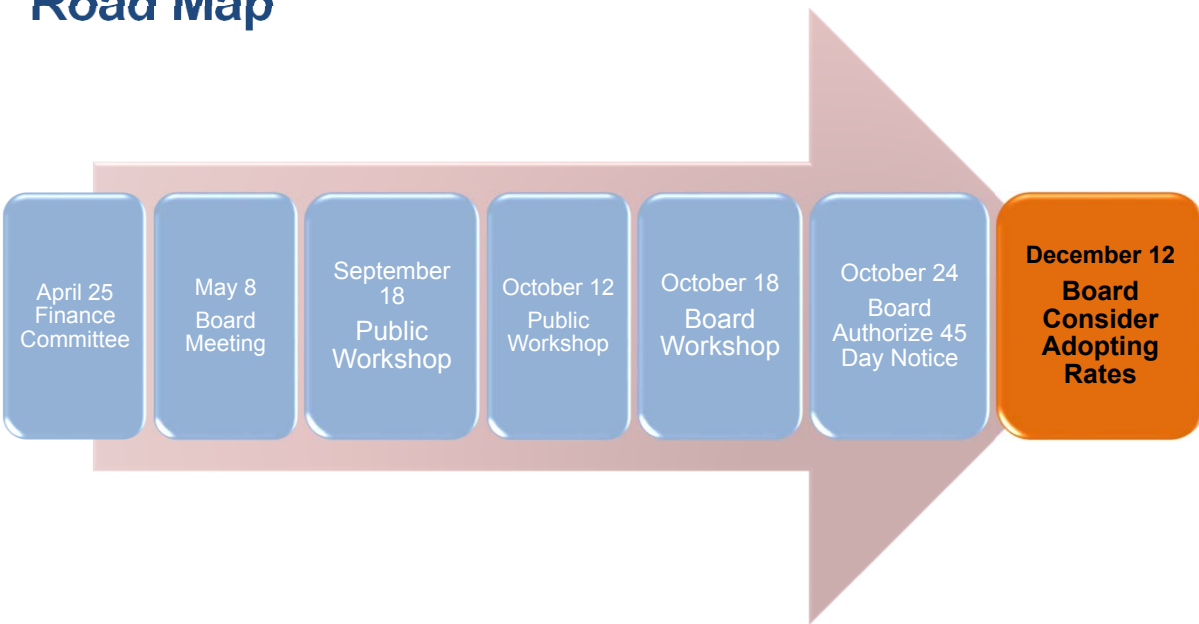 Road Map
April 25
Finance
Committee
May 8
Board
Meeting
September
18
Public
Workshop
October 12
Public
Workshop
October 18
Board
Workshop
October 24
Board
Authorize 45
Day Notice
December 12
Board
Consider
Adopting
Rates